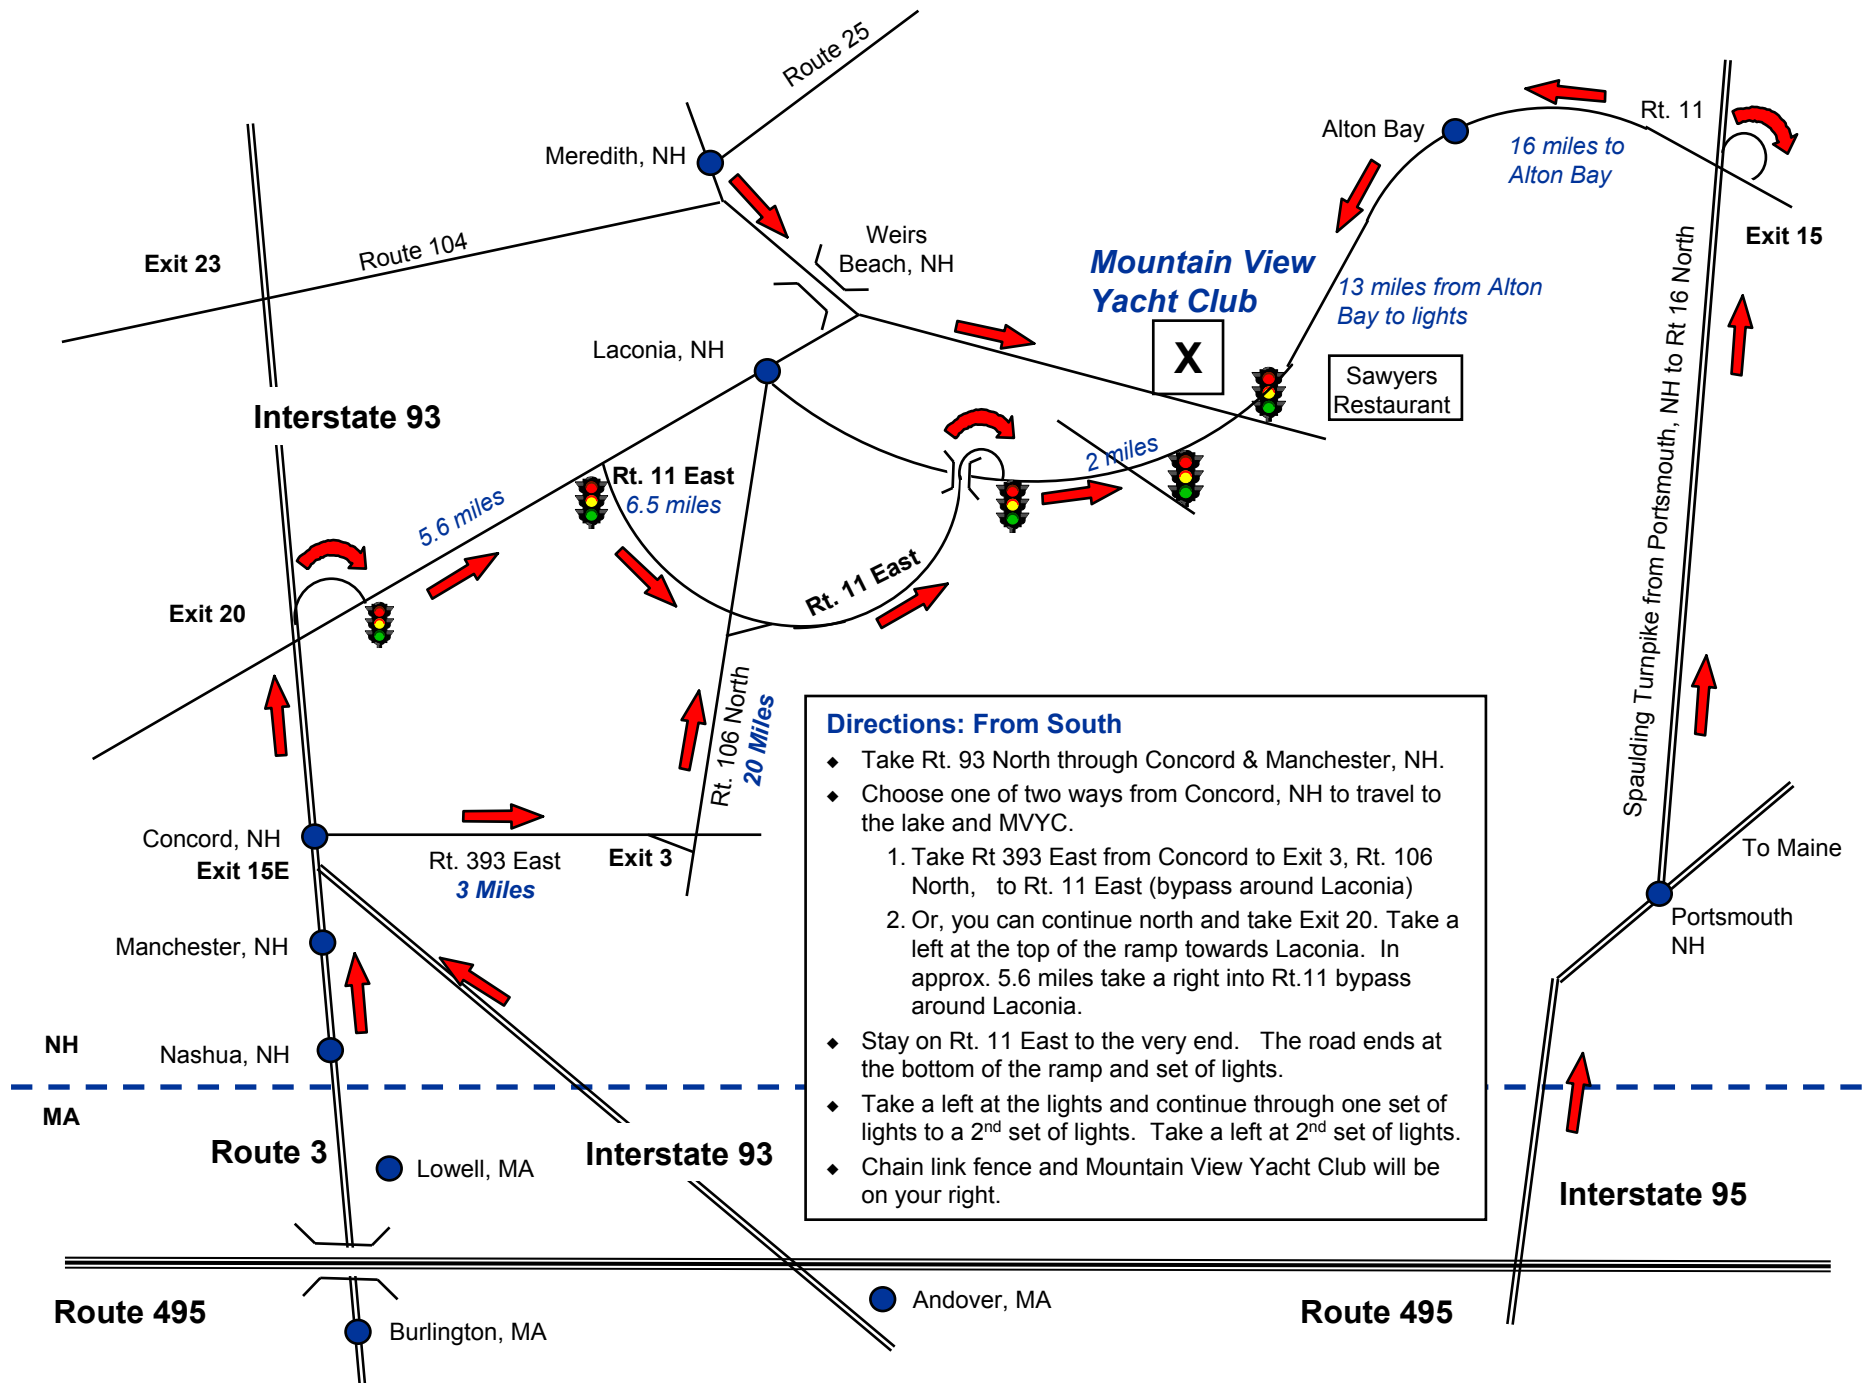 Route 25
Meredith, NH
Route 104
Exit 23
Weirs
Beach, NH
Laconia, NH
Interstate 93
Mountain View
Yacht Club
X
Alton Bay
16 miles to
Alton Bay
Rt. 11
Exit 15
13 miles from Alton
Bay to lights
Sawyers
Restaurant
Spaulding Turnpike from Portsmouth, NH to Rt 16 North
2 miles
Rt. 11 East
6.5 miles
5.6 miles
Rt. 11 East
Exit 20
Rt. 106 North
20 Miles
Concord, NH
Exit 15E
Rt. 393 East
3 Miles
Exit 3
Manchester, NH
Nashua, NH
NH
MA
Route 3
Lowell, MA
Interstate 93
Directions: From South
◆ Take Rt. 93 North through Concord & Manchester, NH.
◆ Choose one of two ways from Concord, NH to travel to
the lake and MVYC.
1. Take Rt 393 East from Concord to Exit 3, Rt. 106
North, to Rt. 11 East (bypass around Laconia)
2. Or, you can continue north and take Exit 20. Take a
left at the top of the ramp towards Laconia. In
approx. 5.6 miles take a right into Rt.11 bypass
around Laconia.
◆ Stay on Rt. 11 East to the very end. The road ends at
the bottom of the ramp and set of lights.
◆ Take a left at the lights and continue through one set of
lights to a 2nd set of lights. Take a left at 2nd set of lights.
◆ Chain link fence and Mountain View Yacht Club will be
on your right.
To Maine
Portsmouth
NH
Interstate 95
Route 495
Burlington, MA
Andover, MA
Route 495